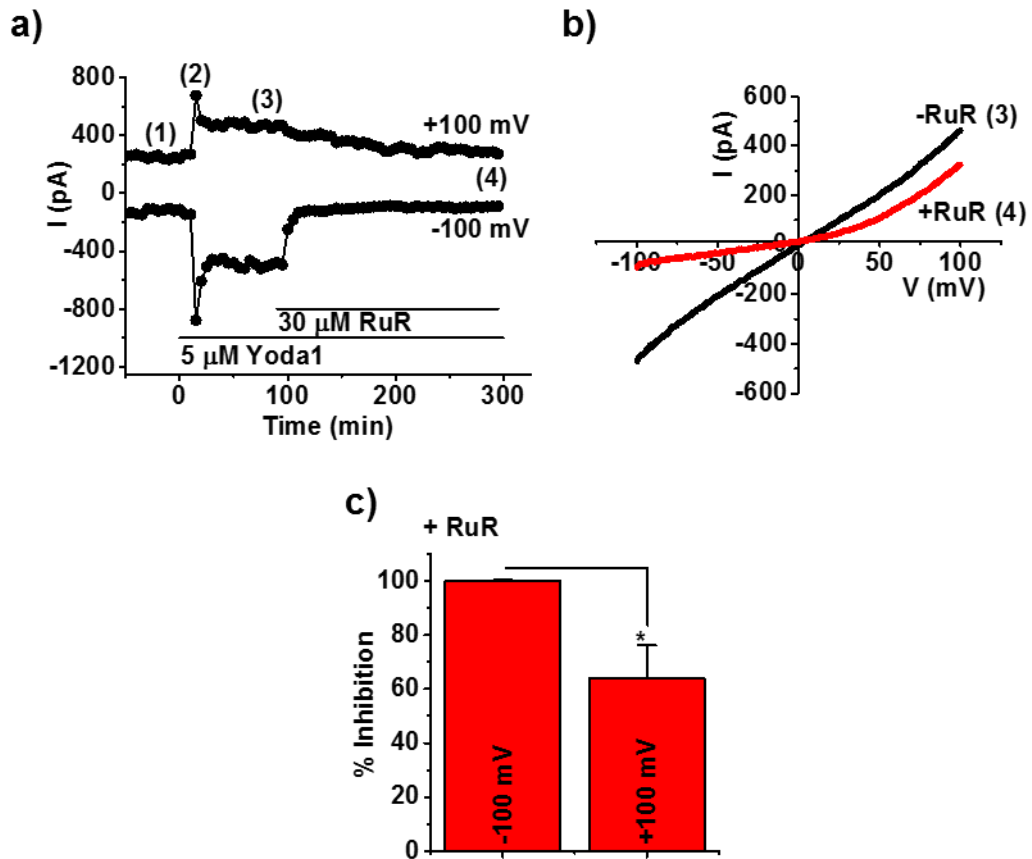 a)
800
400
0
-400
-800
-1200
I (pA)
(1)
(2)
(3)
+100 mV
(4)
-100 mV
30 µM RuR
5 µM Yoda1
0
100
200
300
Time (min)
b)
600
400
200
0
-200
-400
-600
I (pA)
-RuR (3)
+RuR (4)
-100
-50
0
50
100
V (mV)
c)
+ RuR
100
80
60
40
20
0
% Inhibition
*
-100 mV
+100 mV